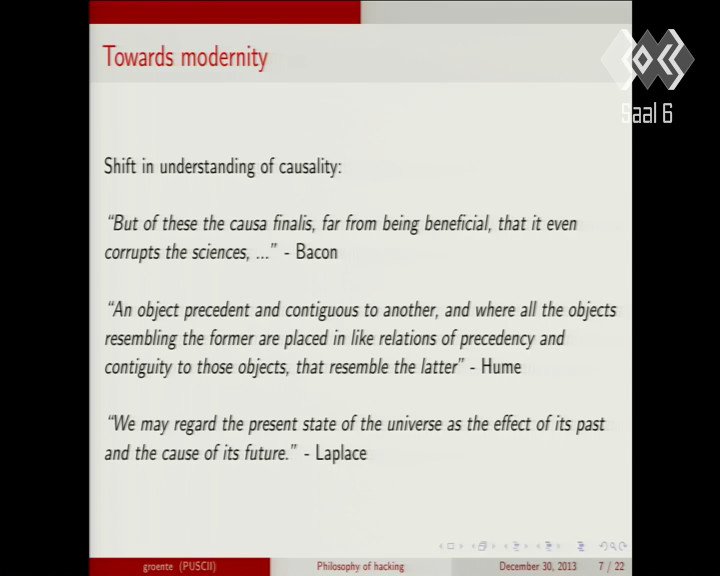 Towards modernity
Saal 6
Shift in understanding of causality:
“But of these the causa finalis, far from being beneficial, that it even
corrupts the sciences, ...” - Bacon
“An object precedent and contiguous to another, and where all the objects
resembling the former are placed in like relations of precedency and
contiguity to those objects, that resemble the latter” - Hume
“We may regard the present state of the universe as the effect of its past
and the cause of its future.” - Laplace
groente (PUSCII) Philosophy of hacking December 30, 2013 7 / 22